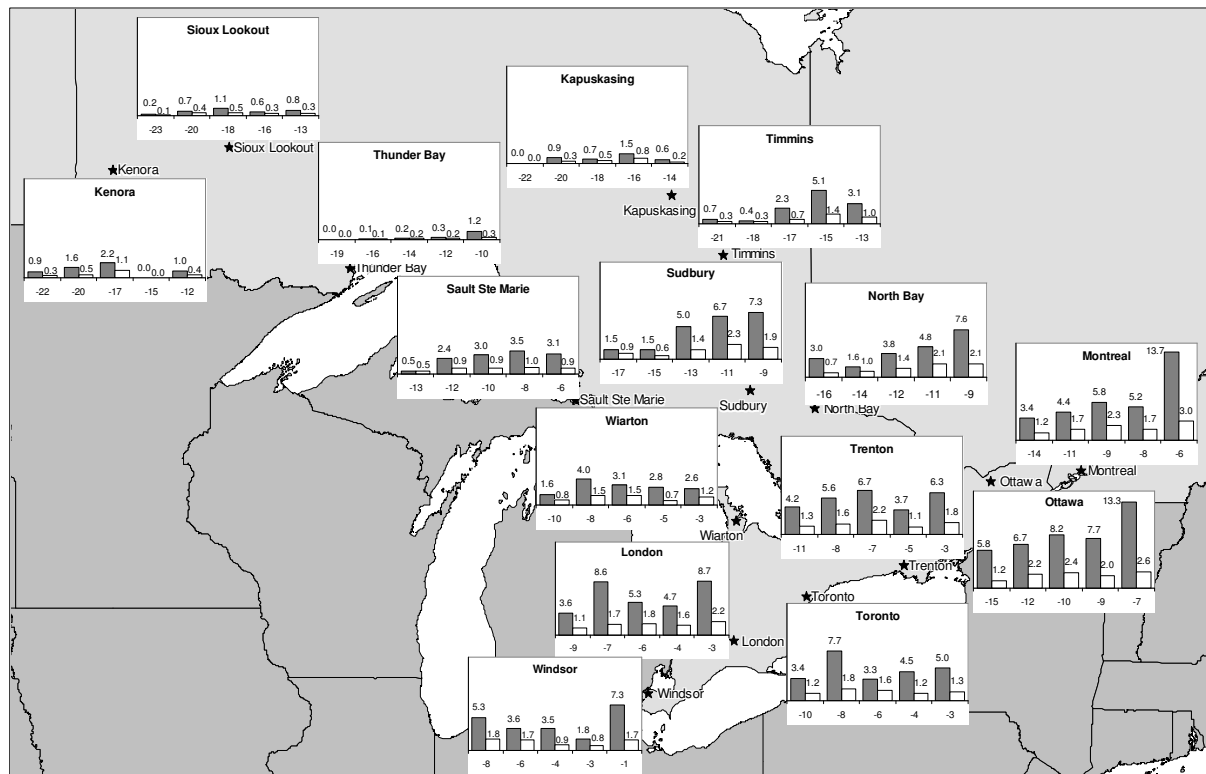 Sioux Lookout
0.2 0.1 0.7 0.4 1.1 0.5 0.6 0.3 0.8 0.3
-23 -20 -18 -16 -13
Sioux Lookout
Kenora
Kenora
0.9 0.3 1.6 0.5 2.2 1.1 0.0 0.0 1.0 0.4
-22 -20 -17 -15 -12
Thunder Bay
0.0 0.0 0.1 0.1 0.2 0.2 0.3 0.2 1.2 0.3
-19 -16 -14 -12 -10
Thunder Bay
Kapuskasing
0.0 0.0 0.9 0.3 0.7 0.5 1.5 0.8 0.6 0.2
-22 -20 -18 -16 -14
Kapuskasing
Timmins
0.7 0.3 0.4 0.3 2.3 0.7 5.1 1.4 3.1 1.0
-21 -18 -17 -15 -13
Timmins
Sault Ste Marie
0.5 0.5 2.4 0.9 3.0 0.9 3.5 1.0 3.1 0.9
-13 -12 -10 -8 -6
Sault Ste Marie
Sudbury
1.5 0.9 1.5 0.6 5.0 1.4 6.7 2.3 7.3 1.9
-17 -15 -13 -11 -9
Sudbury
North Bay
3.0 0.7 1.6 1.0 3.8 1.4 4.8 2.1 7.6 2.1
-16 -14 -12 -11 -9
North Bay
Montreal
3.4 1.2 4.4 1.7 5.8 2.3 5.2 1.7 13.7 3.0
-14 -11 -9 -8 -6
Montreal
Wiarton
1.6 0.8 4.0 1.5 3.1 1.5 2.8 0.7 2.6 1.2
-10 -8 -6 -5 -3
Wiarton
Trenton
4.2 1.3 5.6 1.6 6.7 2.2 3.7 1.1 6.3 1.8
-11 -8 -7 -5 -3
Trenton
Ottawa
Ottawa
5.8 1.2 6.7 2.2 8.2 2.4 7.7 2.0 13.3 2.6
-15 -12 -10 -9 -7
London
3.6 1.1 8.6 1.7 5.3 1.8 4.7 1.6 8.7 2.2
-9 -7 -6 -4 -3
London
Toronto
Toronto
3.4 1.2 7.7 1.8 3.3 1.6 4.5 1.2 5.0 1.3
-10 -8 -6 -4 -3
Windsor
5.3 1.8 3.6 1.7 3.5 0.9 1.8 0.8 7.3 1.7
-8 -6 -4 -3 -1
Windsor